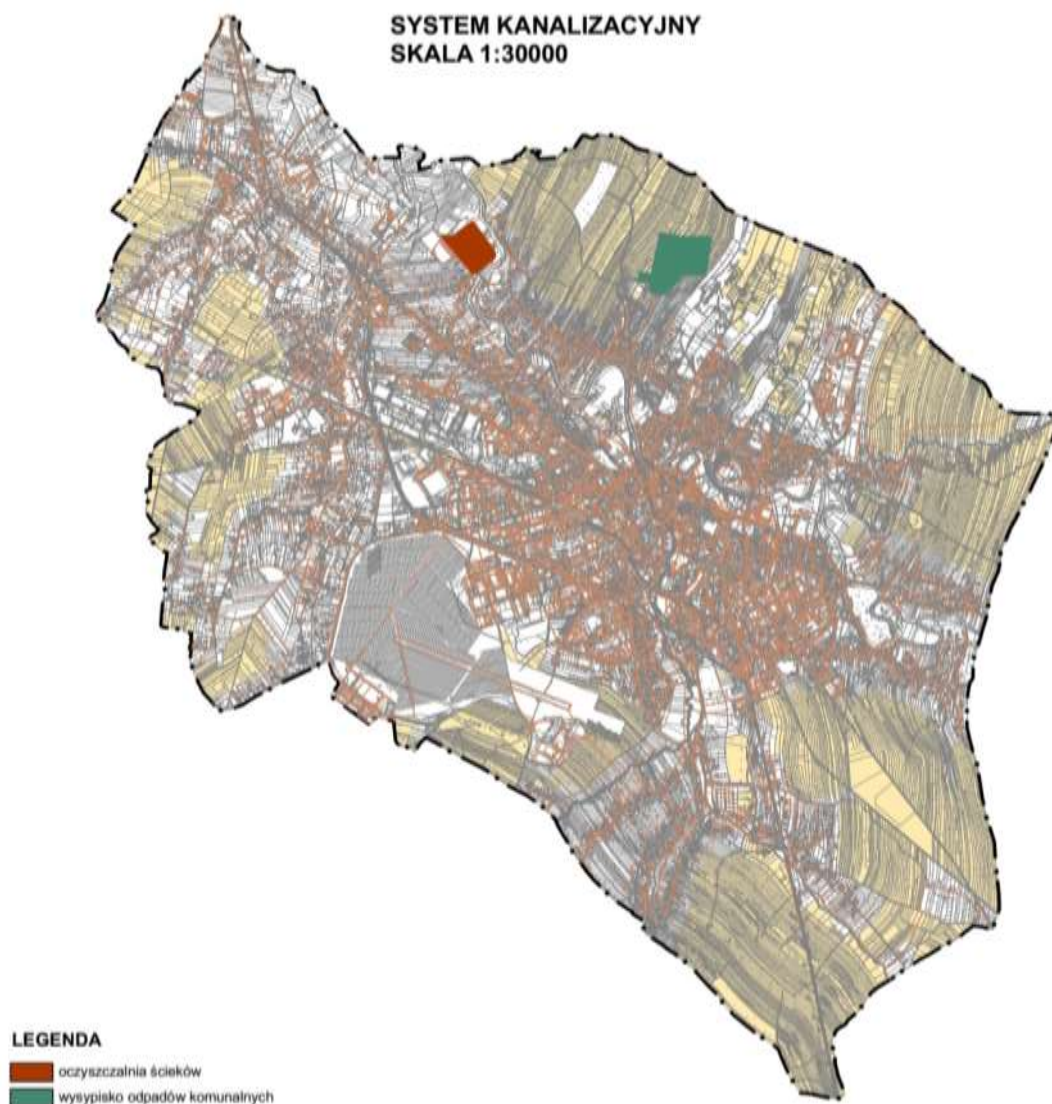 SYSTEM KANALIZACYJNY
SKALA 1:30000
LEGENDA
oczyszczalnia ścieków
wysypisko odpadów komunalnych